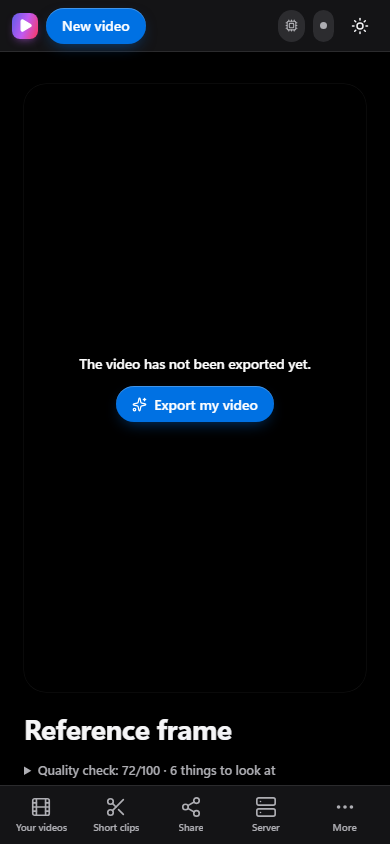 New video
The video has not been exported yet.
Export my video
Reference frame
Quality check: 72/100 · 6 things to look at
Your videos
Short clips
Share
Server
More